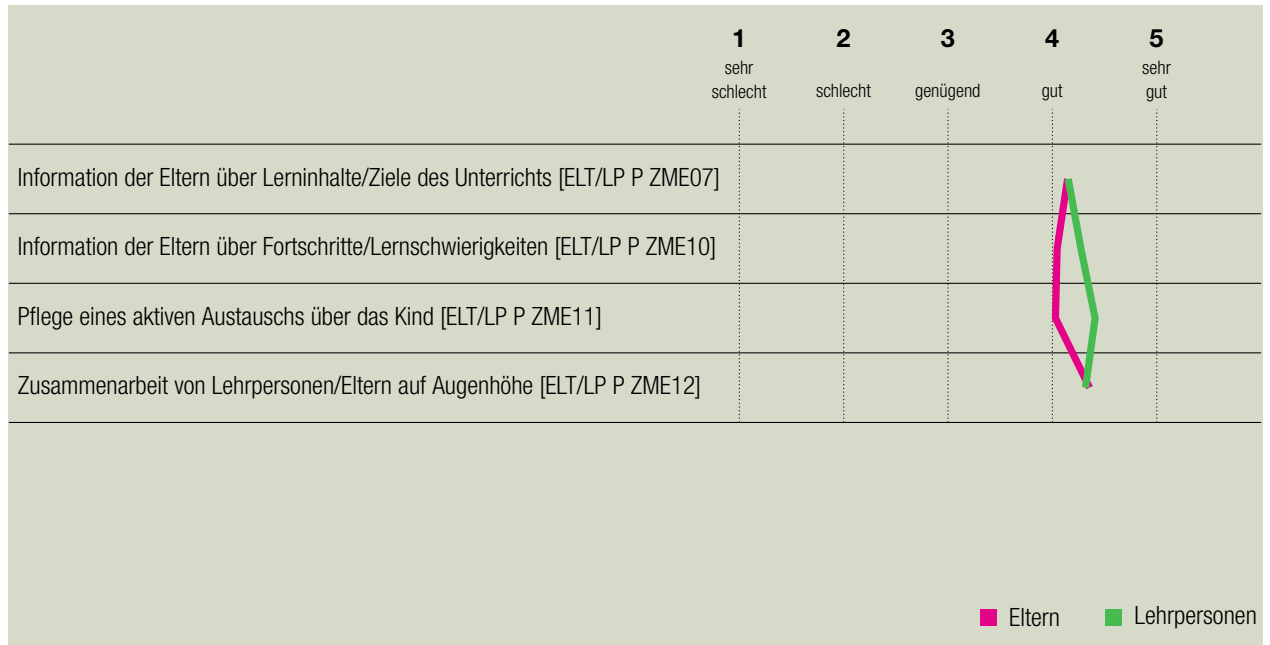 1 2 3 4 5
sehr schlecht schlecht genügend gut sehr gut
Information der Eltern über Lerninhalte/Ziele des Unterrichts [ELT/LP P ZME07]
Information der Eltern über Fortschritte/Lernschwierigkeiten [ELT/LP P ZME10]
Pflege eines aktiven Austauschs über das Kind [ELT/LP P ZME11]
Zusammenarbeit von Lehrpersonen/Eltern auf Augenhöhe [ELT/LP P ZME12]
Eltern Lehrpersonen